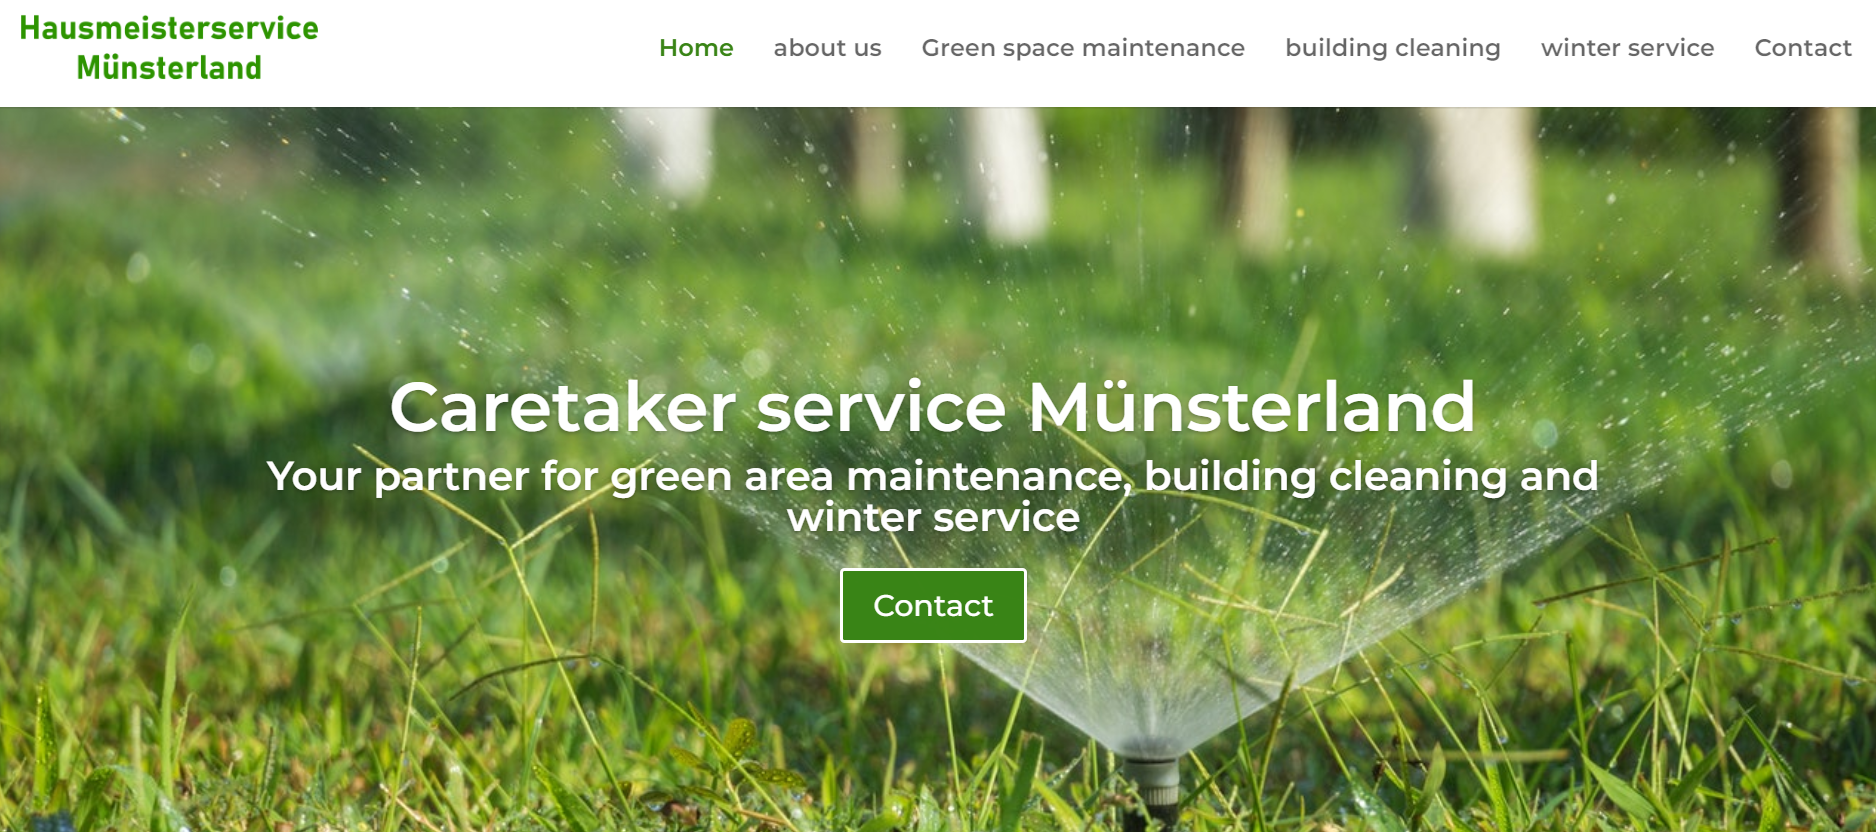 Hausmeisterservice
Münsterland
Home about us Green space maintenance building cleaning winter service Contact
Caretaker service Münsterland
Your partner for green area maintenance, building cleaning and
winter service
Contact